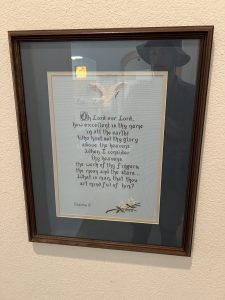 Oh Lord our Lord,
how excellent is thy name
in all the earth!
Who hast set thy glory
above the heavens
When I consider
thy heavens
the work of thy fingers
the moon and the stars...
What is man, that thou
art mindful of him?
Psalms 8